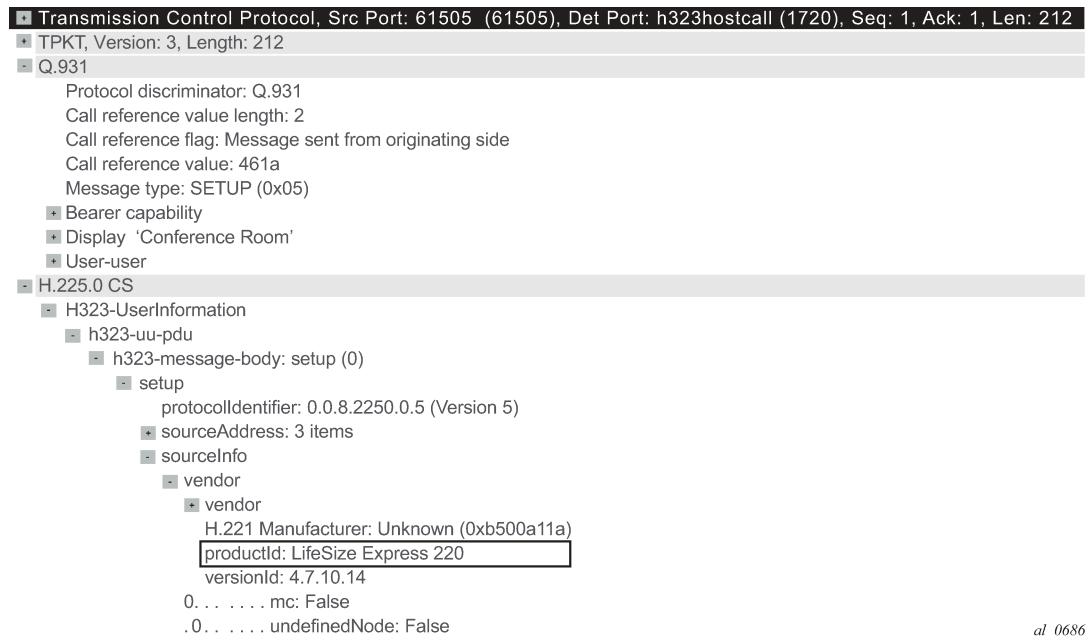 Transmission Control Protocol, Src Port: 61505 (61505), Det Port: h323hostcall (1720), Seq: 1, Ack: 1, Len: 212
TPKT, Version: 3, Length: 212
Q.931
Protocol discriminator: Q.931
Call reference value length: 2
Call reference flag: Message sent from originating side
Call reference value: 461a
Message type: SETUP (0x05)
Bearer capability
Display ‘Conference Room’
User-user
H.225.0 CS
H323-UserInformation
h323-uu-pdu
h323-message-body: setup (0)
setup
protocolIdentifier: 0.0.8.2250.0.5 (Version 5)
sourceAddress: 3 items
sourceInfo
vendor
vendor
H.221 Manufacturer: Unknown (0xb500a11a)
productId: LifeSize Express 220
versionId: 4.7.10.14
0. . . . . . . mc: False
. 0. . . . . . undefinedNode: False
al_0686